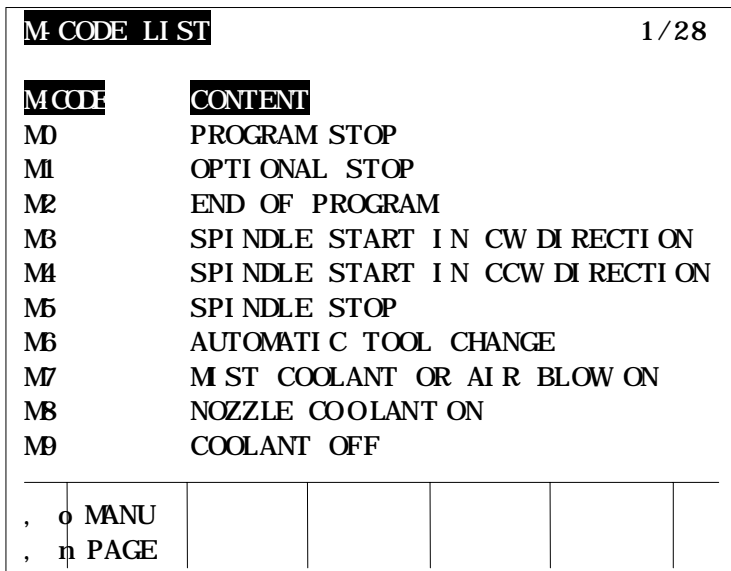 M-CODE LIST 1/28
M-CODE CONTENT
M0 PROGRAM STOP
M1 OPTIONAL STOP
M2 END OF PROGRAM
M3 SPINDLE START IN CW DIRECTION
M4 SPINDLE START IN CCW DIRECTION
M5 SPINDLE STOP
M6 AUTOMATIC TOOL CHANGE
M7 MIST COOLANT OR AIR BLOW ON
M8 NOZZLE COOLANT ON
M9 COOLANT OFF
, o MANU
, n PAGE